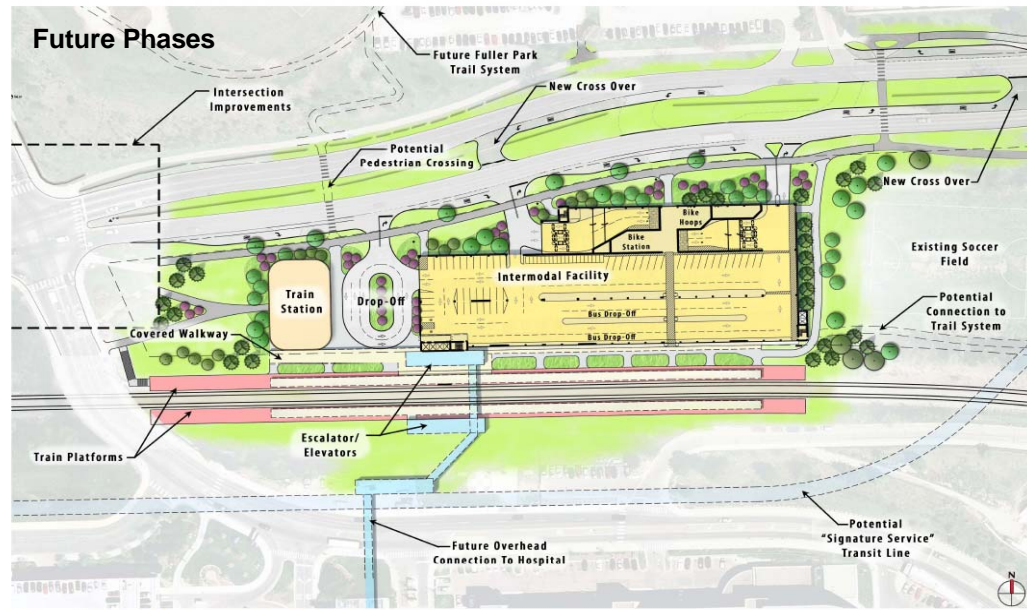 Future Phases
Future Fuller Park
Trail System
Intersection
Improvements
New Cross Over
Potential
Pedestrian Crossing
New Cross Over
Bike
Hoops
Bike
Station
Existing Soccer
Field
Intermodal Facility
Train
Station
Drop-Off
Bus Drop-Off
Potential
Connection to
Trail System
Covered Walkway
Bus Drop-Off
Escalator/
Elevators
Train Platforms
Potential
"Signature Service"
Transit Line
Future Overhead
Connection To Hospital
N